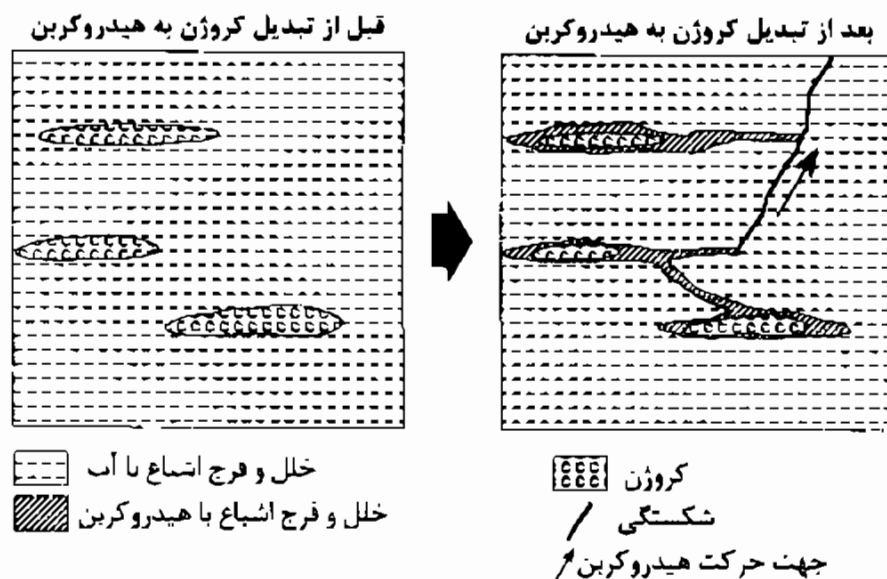 قبل از تبدیل کروژن به هیدروکربن
بعد از تبدیل کروژن به هیدروکربن
خلل و فرج اشباع با آب
خلل و فرج اشباع با هیدروکربن
کروژن
شکستگی
جهت حرکت هیدروکربن